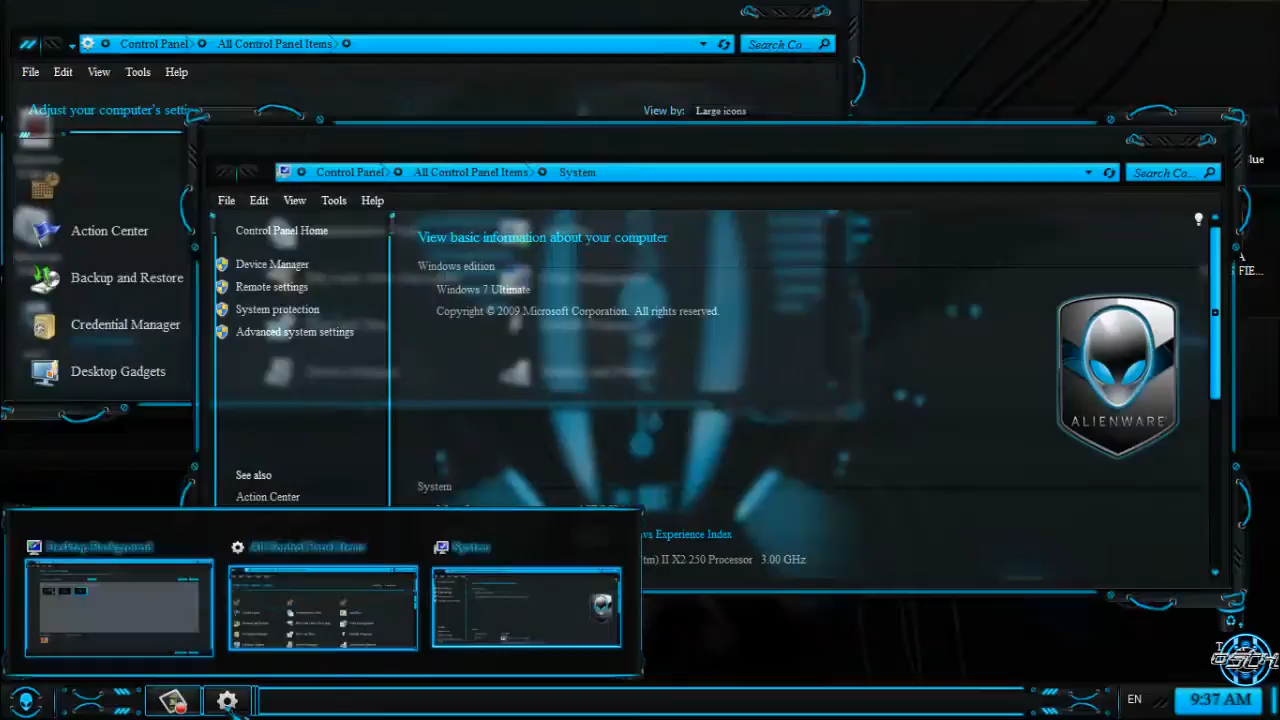 Control Panel All Control Panel Items Search Co...
File Edit View Tools Help
Adjust your computer's settin
View by: Large icons
Action Center
Backup and Restore
Credential Manager
Desktop Gadgets
Control Panel All Control Panel Items System Search Co...
File Edit View Tools Help
Control Panel Home
Device Manager
Remote settings
System protection
Advanced system settings
See also
Action Center
View basic information about your computer
Windows edition
Windows 7 Ultimate
Copyright © 2009 Microsoft Corporation. All rights reserved.
ALIENWARE
System
ws Experience Index
tm) II X2 250 Processor 3.00 GHz
Desktop Background All Control Panel Items System
EN 9:37 AM